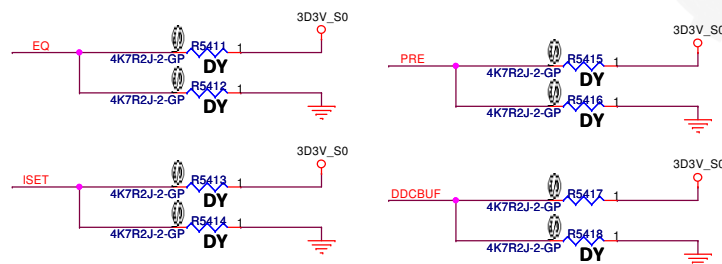 3D3V_S0
EQ
R5411
1
4K7R2J-2-GP
DY
R5412
1
4K7R2J-2-GP
DY
3D3V_S0
PRE
R5415
1
4K7R2J-2-GP
DY
R5416
1
4K7R2J-2-GP
DY
3D3V_S0
ISET
R5413
1
4K7R2J-2-GP
DY
R5414
1
4K7R2J-2-GP
DY
3D3V_S0
DDCBUF
R5417
1
4K7R2J-2-GP
DY
R5418
1
4K7R2J-2-GP
DY